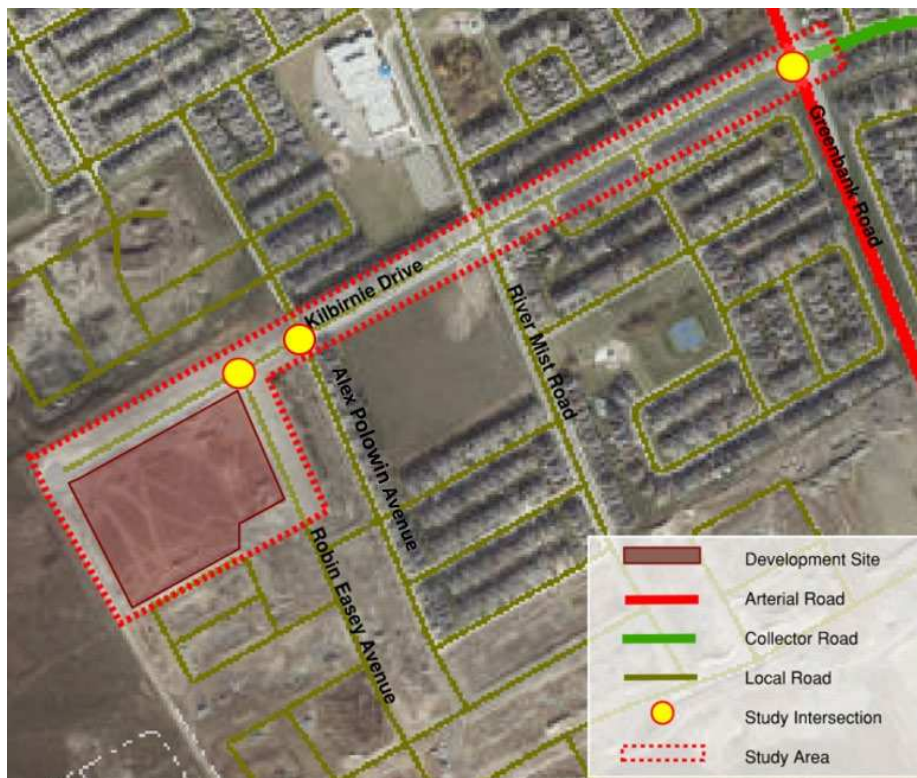 Greenbank Road
Kilbirnie Drive
River Mist Road
Alex Polowin Avenue
Robin Easey Avenue
Development Site
Arterial Road
Collector Road
Local Road
Study Intersection
Study Area